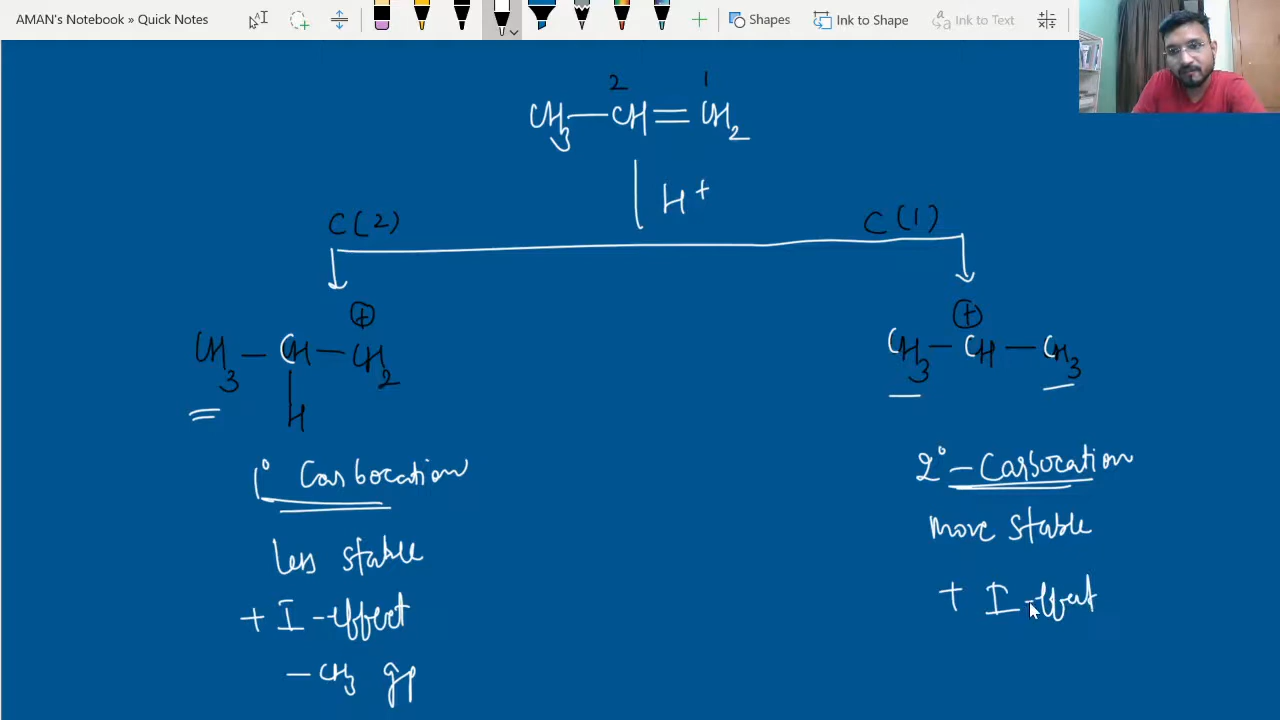 AMAN's Notebook » Quick Notes
Shapes
Ink to Shape
Ink to Text
2 1
CH3—CH=CH2
H+
C(2)
C(1)
CH3—CH—CH2
+
H
CH3—CH—CH3
+
1° Carbocation
less stable
+ I-effect
—CH3 gp
2°—Carbocation
more stable
+ I-effect